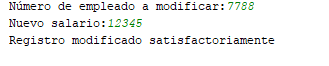 Número de empleado a modificar:7788
Nuevo salario:12345
Registro modificado satisfactoriamente